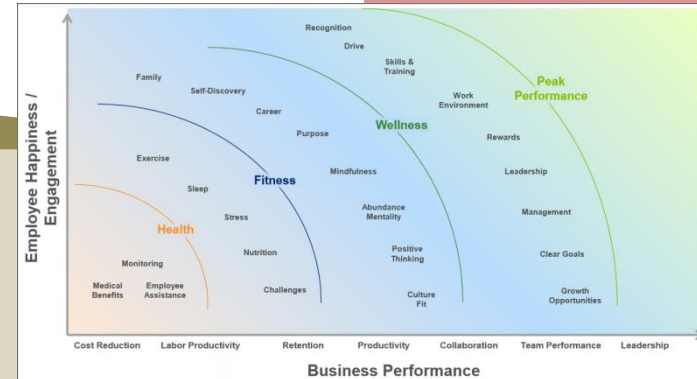 Employee Happiness /
Engagement
Recognition
Drive
Skills &
Training
Family
Self-Discovery
Work
Environment
Peak
Performance
Career
Purpose
Wellness
Rewards
Exercise
Sleep
Fitness
Mindfulness
Leadership
Stress
Abundance
Mentality
Management
Health
Nutrition
Positive
Thinking
Clear Goals
Monitoring
Medical
Benefits
Employee
Assistance
Challenges
Culture
Fit
Growth
Opportunities
Cost Reduction
Labor Productivity
Retention
Productivity
Collaboration
Team Performance
Leadership
Business Performance